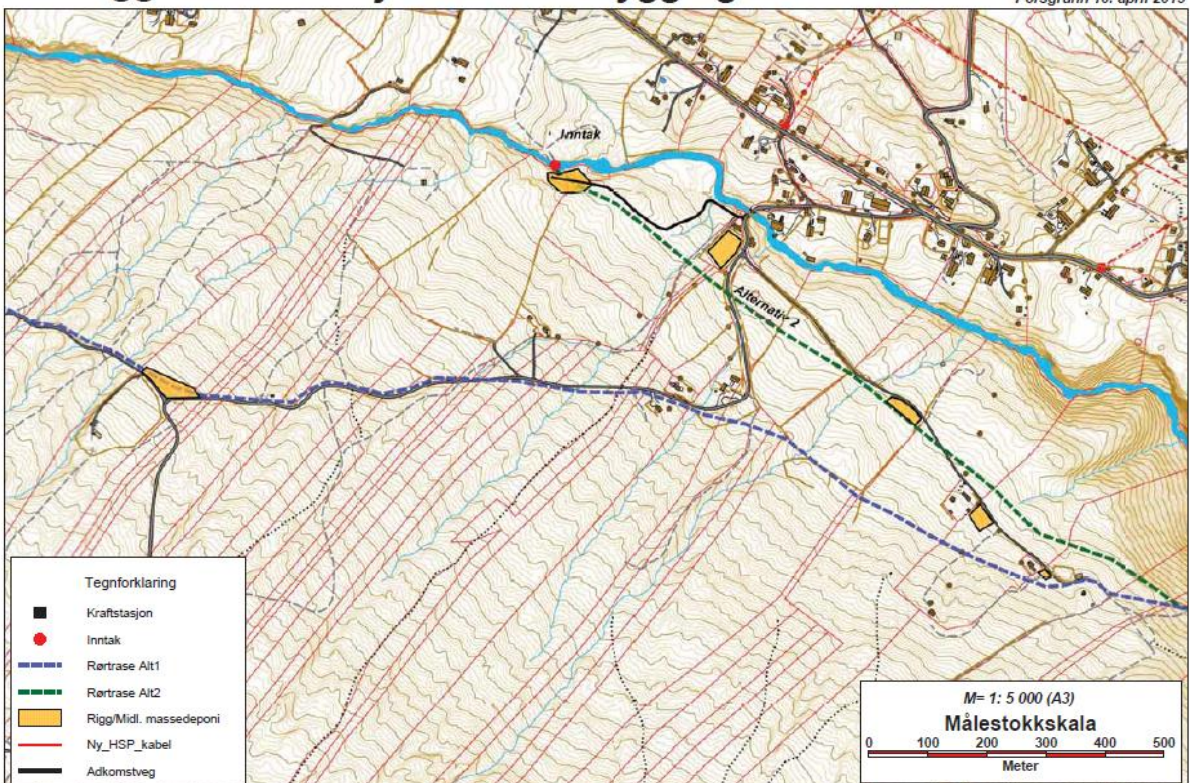 Inntak
Alternativ 2
Tegnforklaring
Kraftstasjon
Inntak
Rørtrase Alt1
Rørtrase Alt2
Rigg/Midl. massedeponi
Ny_HSP_kabel
Adkomstveg
M= 1: 5 000 (A3)
Målestokkskala
0 100 200 300 400 500
Meter